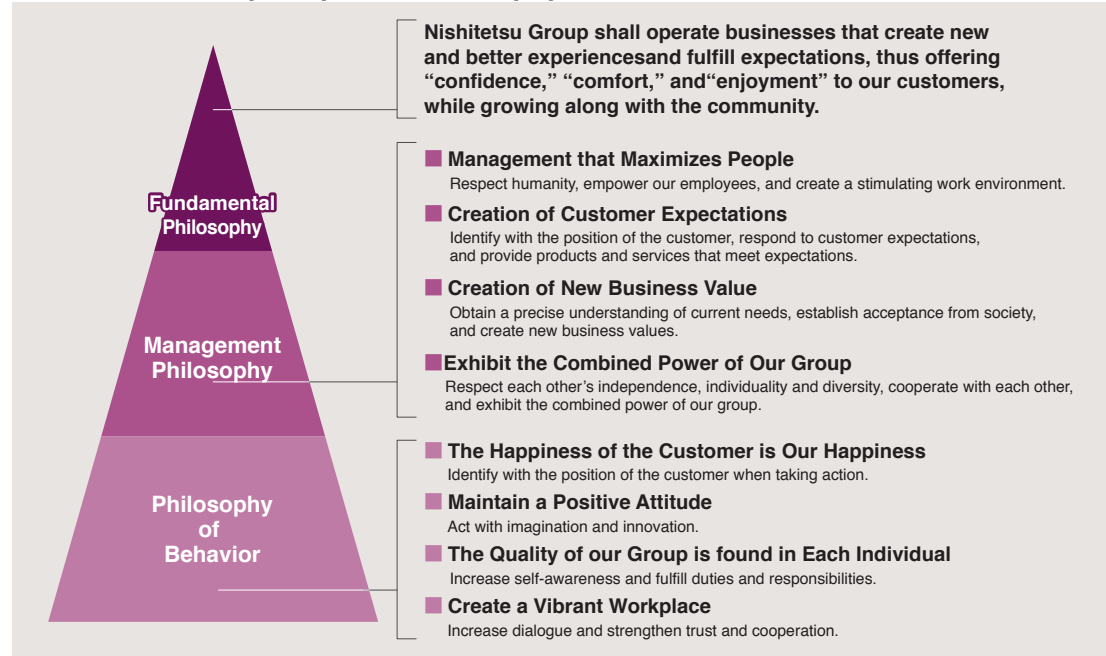 Nishitetsu Group shall operate businesses that create new
and better experiencesand fulfill expectations, thus offering
“confidence,” “comfort,” and“enjoyment” to our customers,
while growing along with the community.
Fundamental
Philosophy
Management that Maximizes People
Respect humanity, empower our employees, and create a stimulating work environment.
Creation of Customer Expectations
Identify with the position of the customer, respond to customer expectations,
and provide products and services that meet expectations.
Creation of New Business Value
Obtain a precise understanding of current needs, establish acceptance from society,
and create new business values.
Exhibit the Combined Power of Our Group
Respect each other’s independence, individuality and diversity, cooperate with each other,
and exhibit the combined power of our group.
Management
Philosophy
The Happiness of the Customer is Our Happiness
Identify with the position of the customer when taking action.
Maintain a Positive Attitude
Act with imagination and innovation.
The Quality of our Group is found in Each Individual
Increase self-awareness and fulfill duties and responsibilities.
Create a Vibrant Workplace
Increase dialogue and strengthen trust and cooperation.
Philosophy
of
Behavior